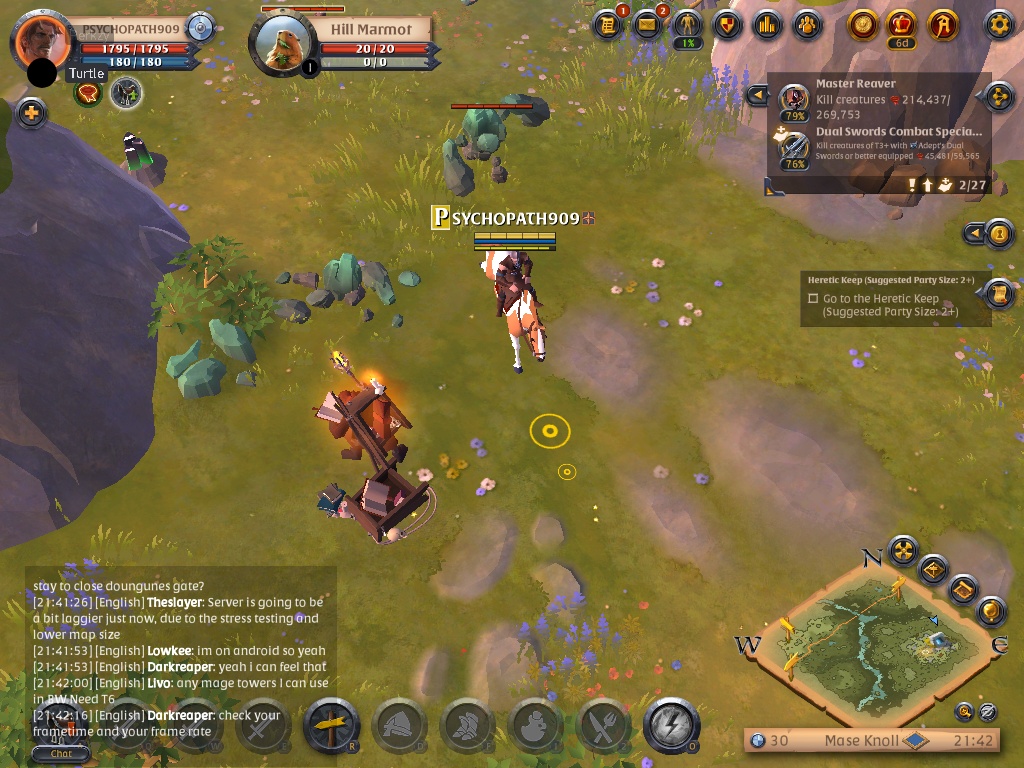 PSYCHOPATH909
1795/1795
180/180
Turtle
Hill Marmot
20/20
0/0
I
1
2
1%
6d
Master Reaver
Kill creatures 214,437/
269,753
79%
Dual Swords Combat Specia...
Kill creatures of T3+ with Adept's Dual
Swords or better equipped 45,481/59,565
76%
2/27
PSYCHOPATH909
Heretic Keep (Suggested Party Size: 2+)
Go to the Heretic Keep
(Suggested Party Size: 2+)
stay to close doungunes gate?
[21:41:26] [English] Theslayer: Server is going to be
a bit laggier just now, due to the stress testing and
lower map size
[21:41:53] [English] Lowkee: im on android so yeah
[21:41:53] [English] Darkreaper: yeah i can feel that
[21:42:00] [English] Livo: any mage towers I can use
in BW Need T6
[21:42:16] [English] Darkreaper: check your
frametime and your frame rate
Chat
Q
W
E
R
D
F
O
N
W
E
30
Mase Knoll
21:42